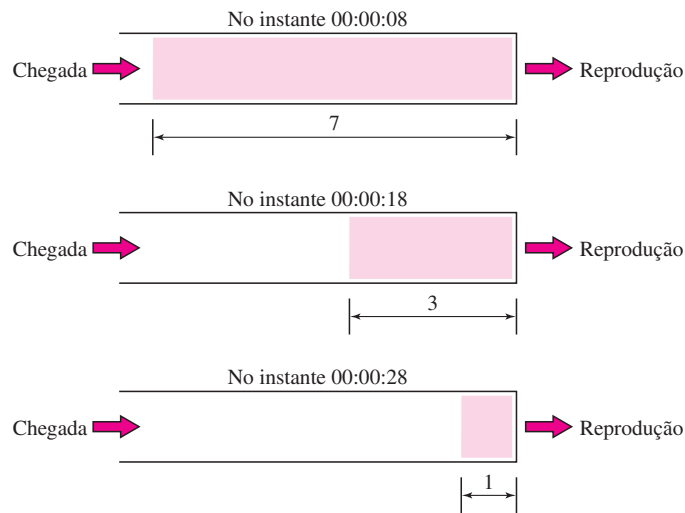 No instante 00:00:08
Chegada
Reprodução
7
No instante 00:00:18
Chegada
Reprodução
3
No instante 00:00:28
Chegada
Reprodução
1